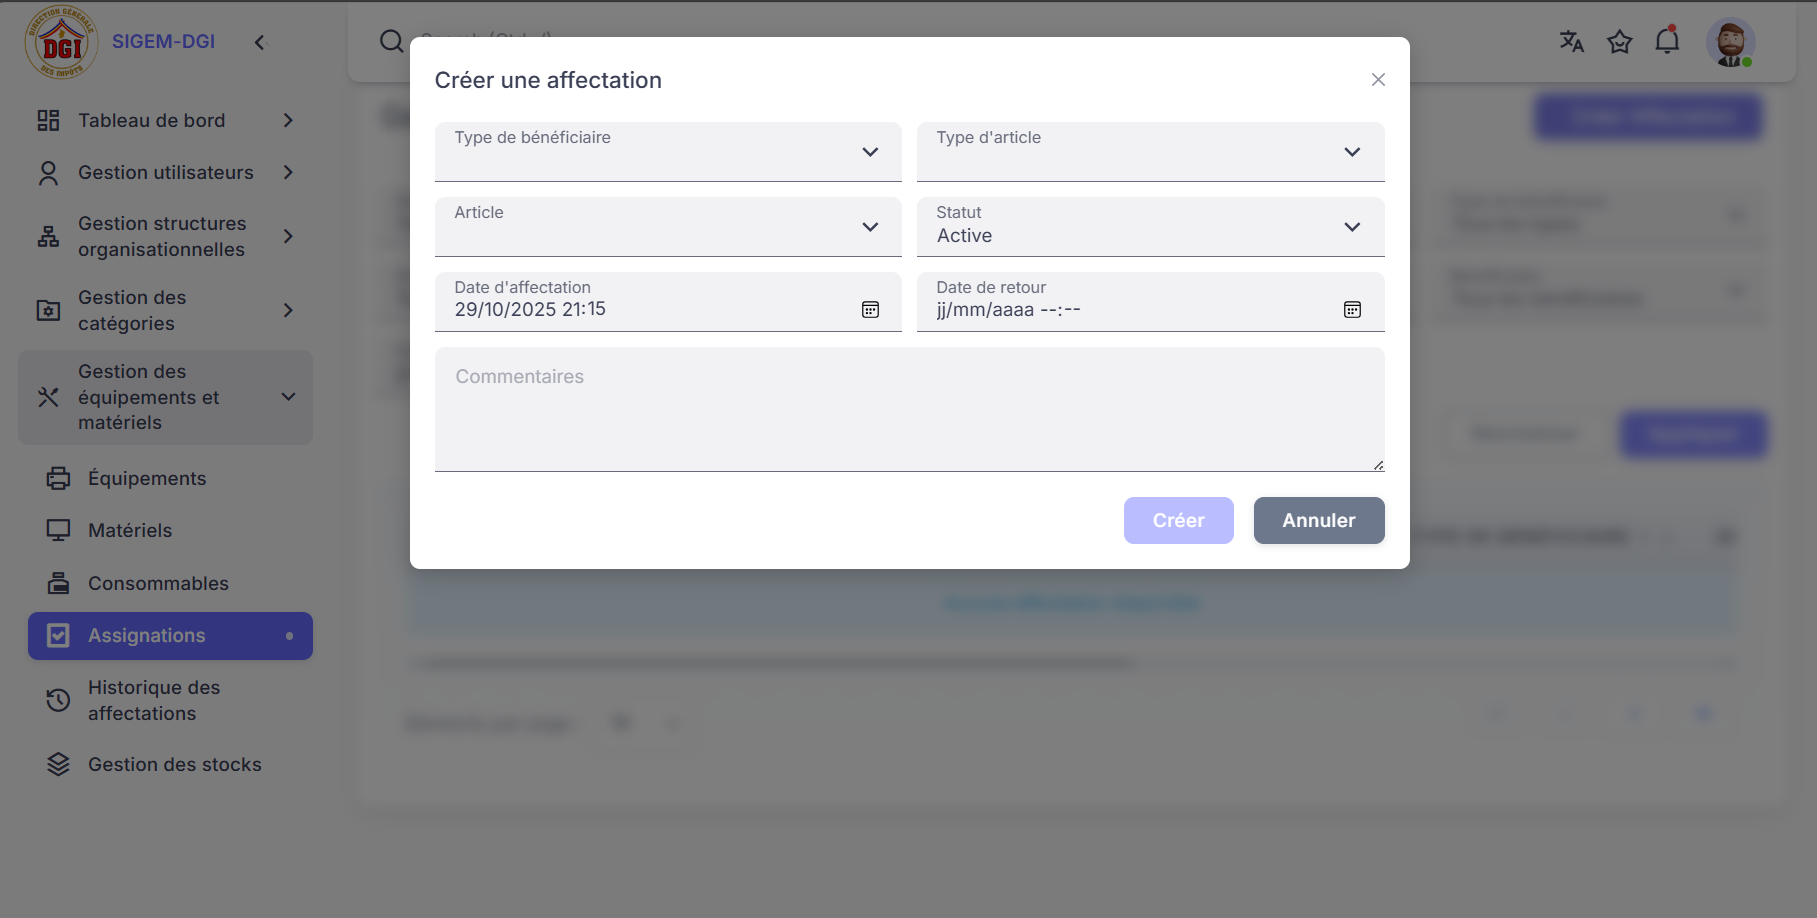 DIRECTION GÉNÉRALE
DGI
DES IMPÔTS
SIGEM-DGI
Tableau de bord
Gestion utilisateurs
Gestion structures
organisationnelles
Gestion des
catégories
Gestion des
équipements et
matériels
Équipements
Matériels
Consommables
Assignations
Historique des
affectations
Gestion des stocks
Créer une affectation
Type de bénéficiaire
Type d'article
Article
Statut
Active
Date d'affectation
29/10/2025 21:15
Date de retour
jj/mm/aaaa --:--
Commentaires
Créer
Annuler